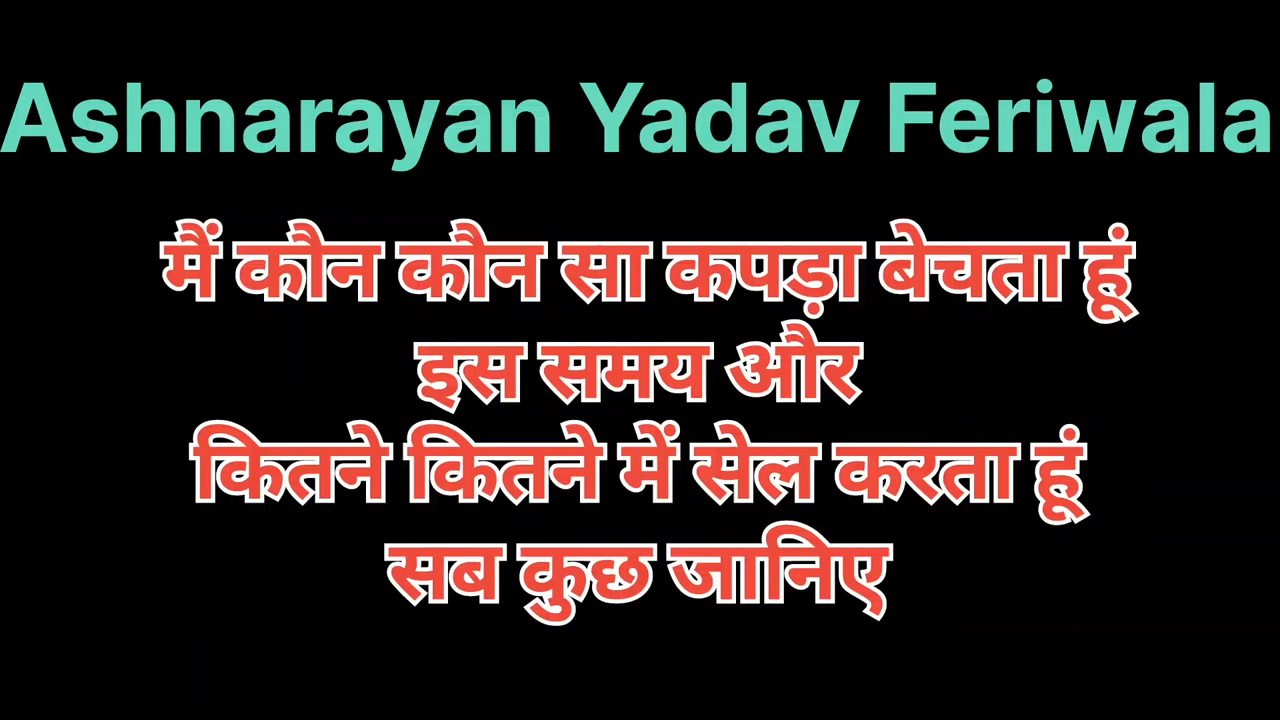 Ashnarayan Yadav Feriwala
मैं कौन कौन सा कपड़ा बेचता हूं
इस समय और
कितने कितने में सेल करता हूं
सब कुछ जानिए